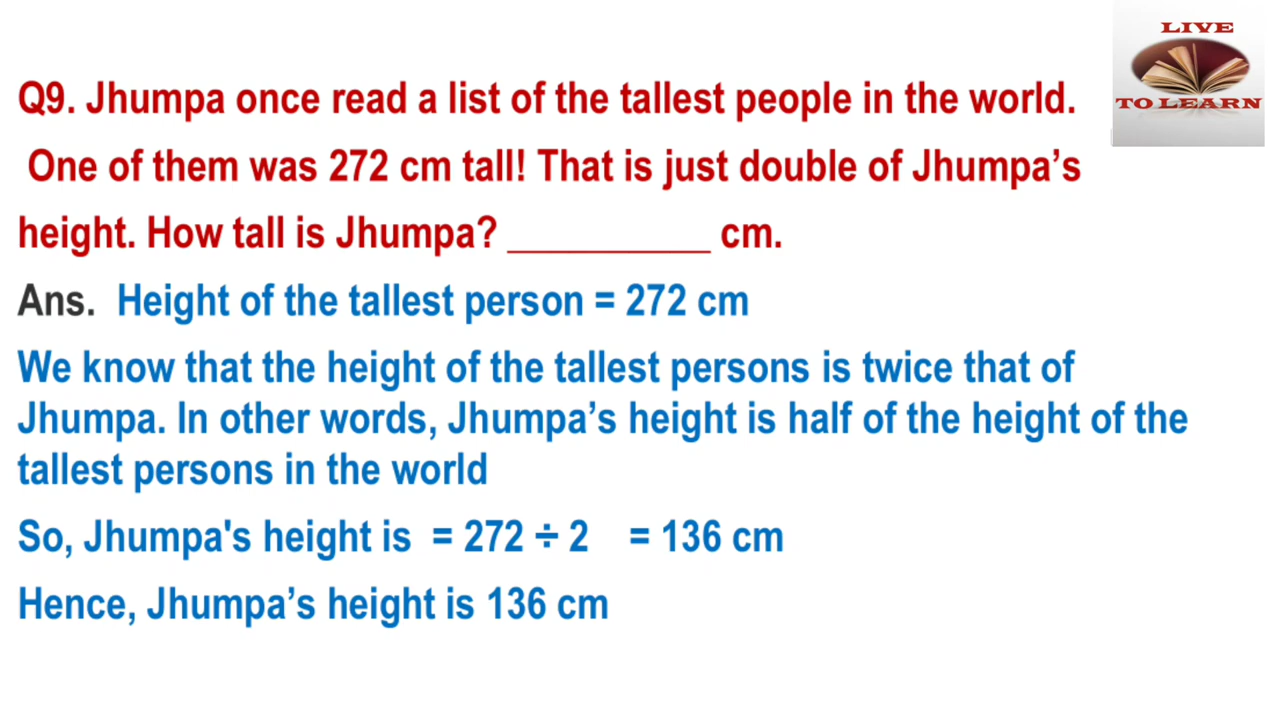 LIVE
TO LEARN
Q9. Jhumpa once read a list of the tallest people in the world.
One of them was 272 cm tall! That is just double of Jhumpa’s
height. How tall is Jhumpa? __________ cm.
Ans. Height of the tallest person = 272 cm
We know that the height of the tallest persons is twice that of
Jhumpa. In other words, Jhumpa’s height is half of the height of the
tallest persons in the world
So, Jhumpa's height is = 272 ÷ 2 = 136 cm
Hence, Jhumpa’s height is 136 cm